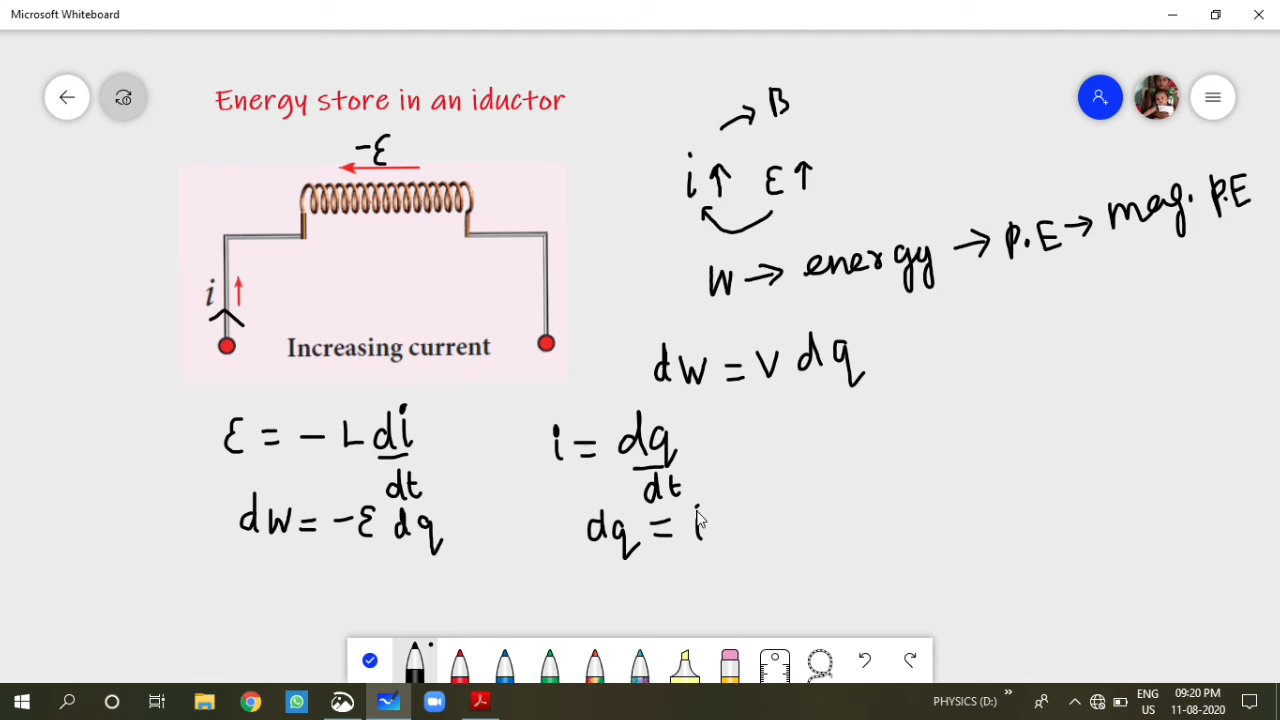 Microsoft Whiteboard
Energy store in an iductor
-ε
i
Increasing current
B
i ↑ ε ↑
W → energy → P.E → mag. P.E
dW = V dq
ε = - L di/dt
i = dq/dt
dW = -ε dq
dq = i
PHYSICS (D:)
ENG
US
09:20 PM
11-08-2020